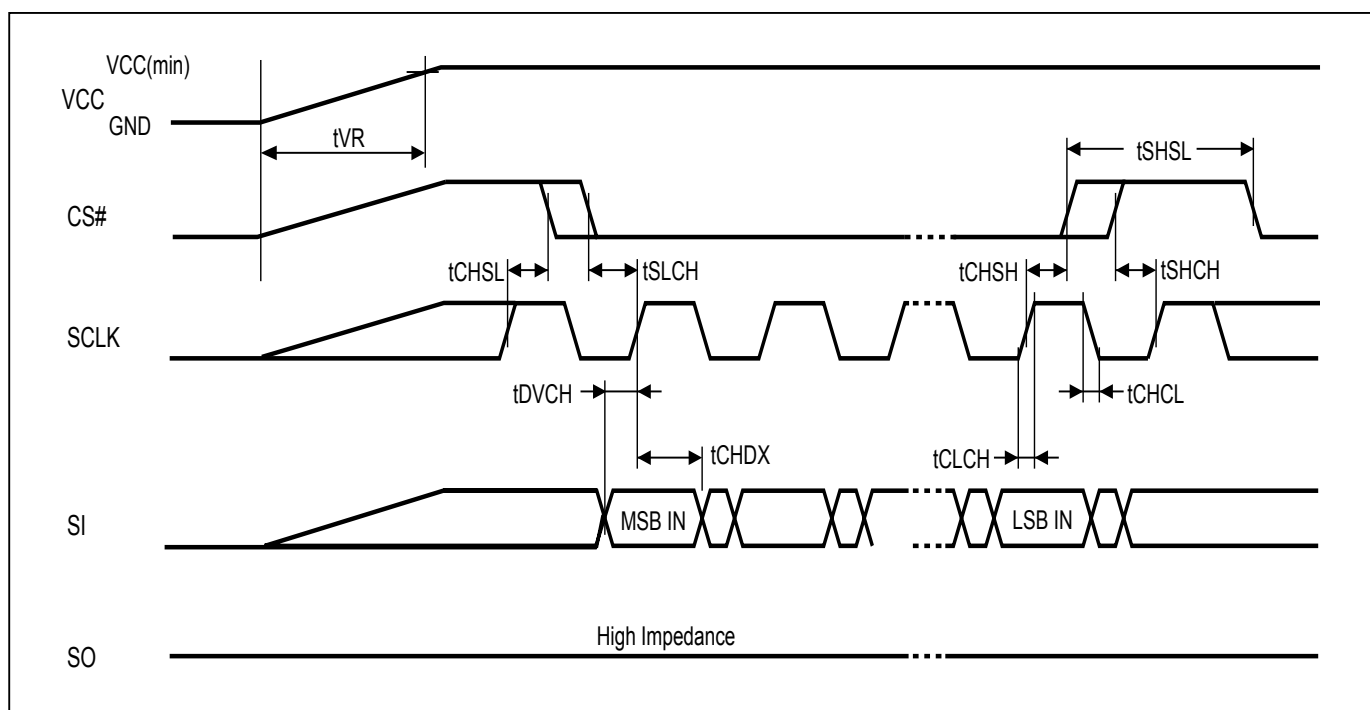 VCC(min)
VCC
GND
tVR
tSHSL
CS#
tCHSL
tSLCH
tCHSH
tSHCH
SCLK
tDVCH
tCHCL
tCHDX
tCLCH
SI
MSB IN
LSB IN
High Impedance
SO